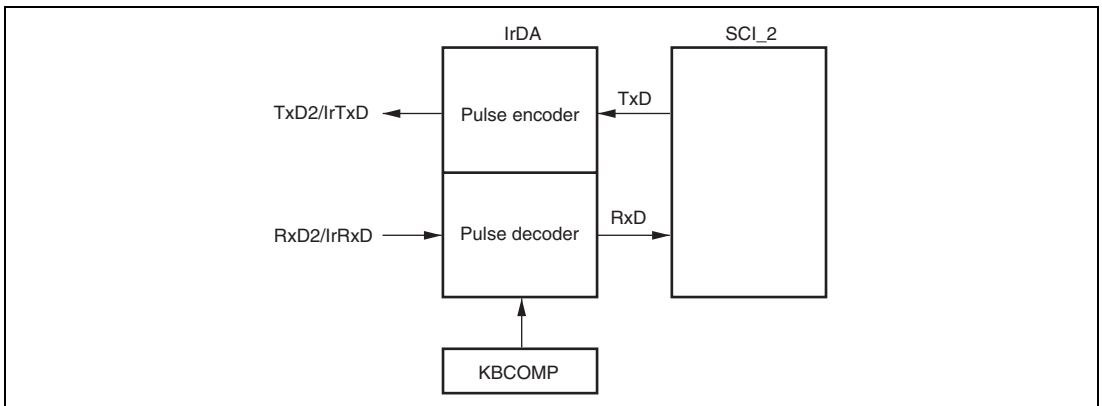 IrDA
SCI_2
TxD2/IrTxD
Pulse encoder
TxD
RxD2/IrRxD
Pulse decoder
RxD
KBCOMP